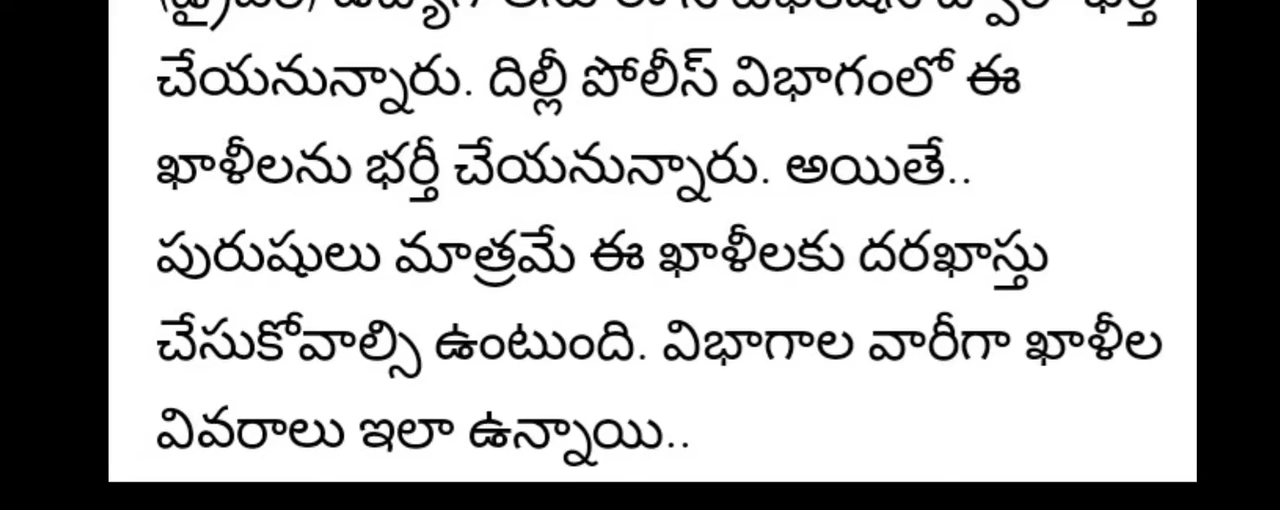 చేయనున్నారు. దిల్లీ పోలీస్ విభాగంలో ఈ
ఖాళీలను భర్తీ చేయనున్నారు. అయితే..
పురుషులు మాత్రమే ఈ ఖాళీలకు దరఖాస్తు
చేసుకోవాల్సి ఉంటుంది. విభాగాల వారీగా ఖాళీల
వివరాలు ఇలా ఉన్నాయి..